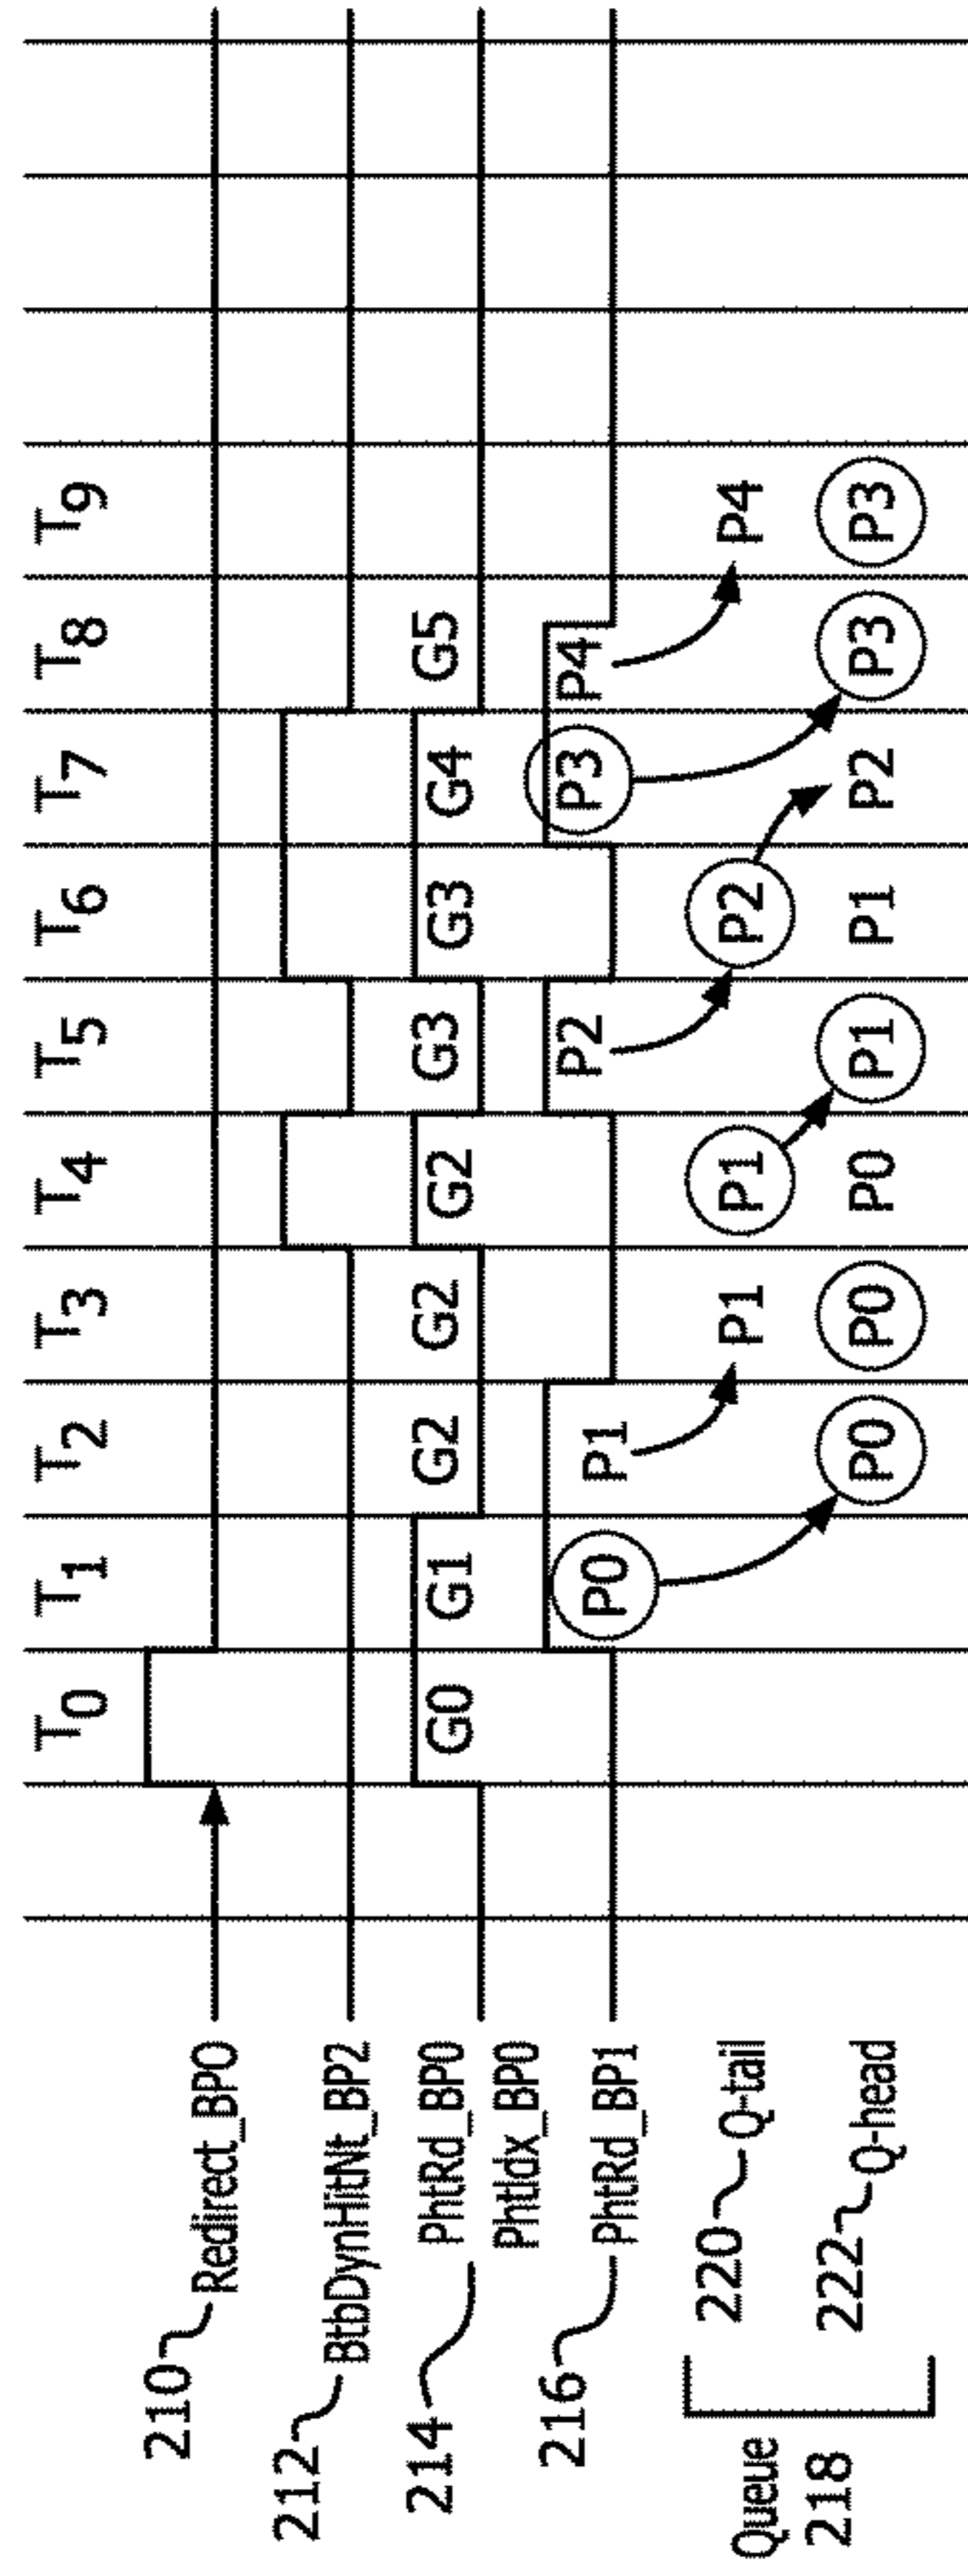 T0 T1 T2 T3 T4 T5 T6 T7 T8 T9
210 Redirect_BP0
212 BtbDynHitNt_BP2
214 PhtRd_BP0
PhtIdx_BP0
G0 G1 G2 G2 G2 G3 G3 G4 G5
216 PhtRd_BP1
P0 P1 P2 P3 P4
Queue
218
220 Q-tail
P1 P1 P2 P4
222 Q-head
P0 P0 P0 P1 P1 P2 P3 P3